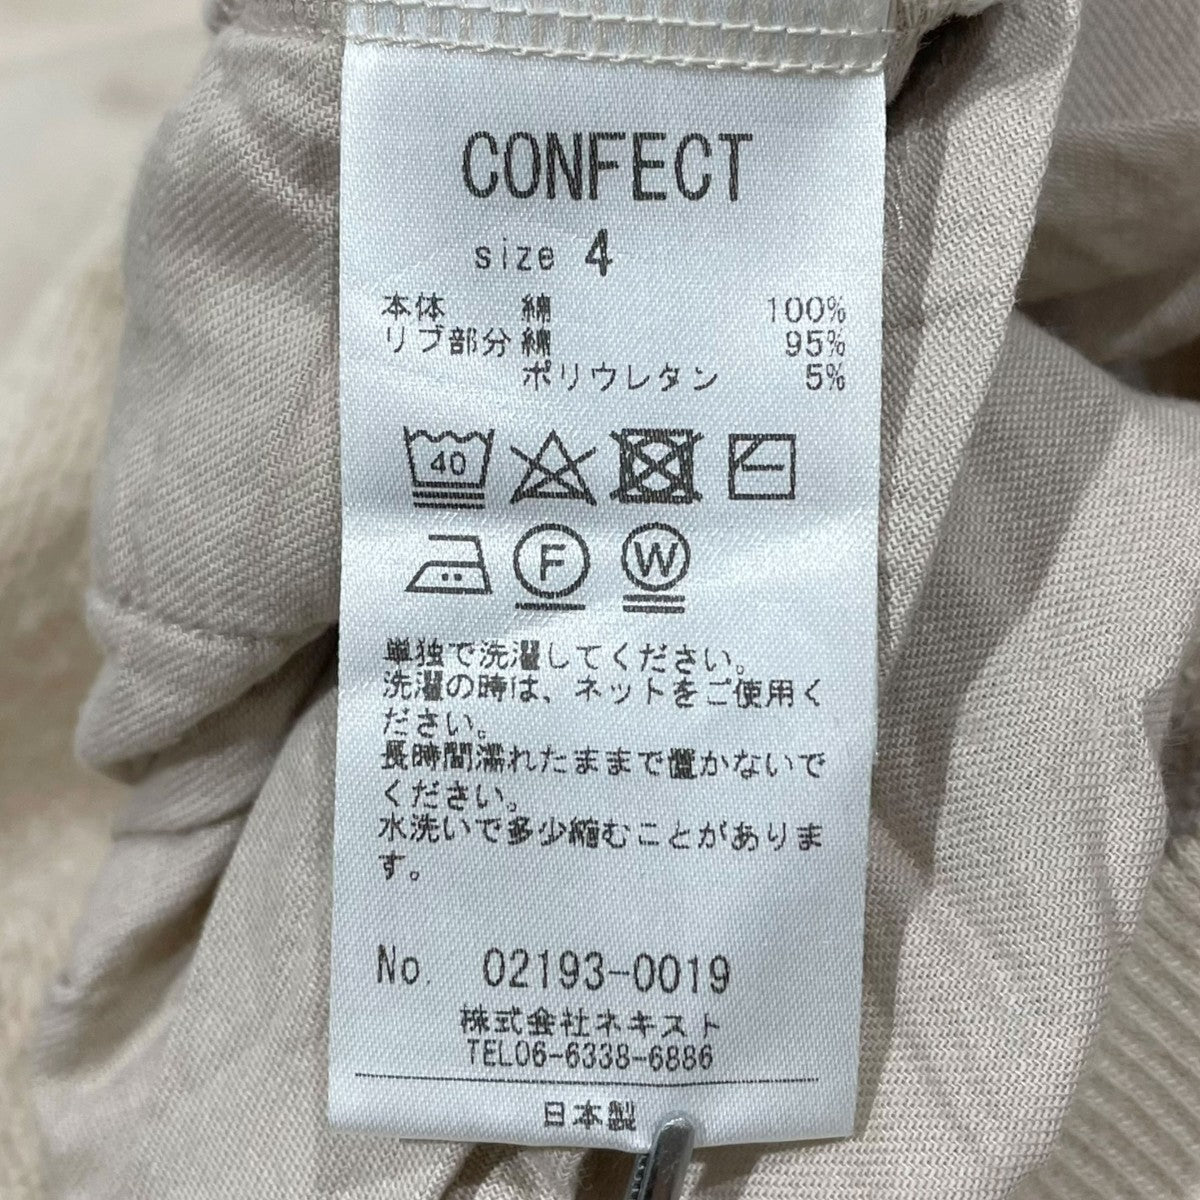 CONFECT
size 4
本体 綿 100%
リブ部分 綿 95%
ポリウレタン 5%
40
F W
単独で洗濯してください。
洗濯の時は、ネットをご使用く
ださい。
長時間濡れたままで置かないで
ください。
水洗いで多少縮むことがありま
す。
No. 02193-0019
株式会社ネキスト
TEL06-6338-6886
日本製